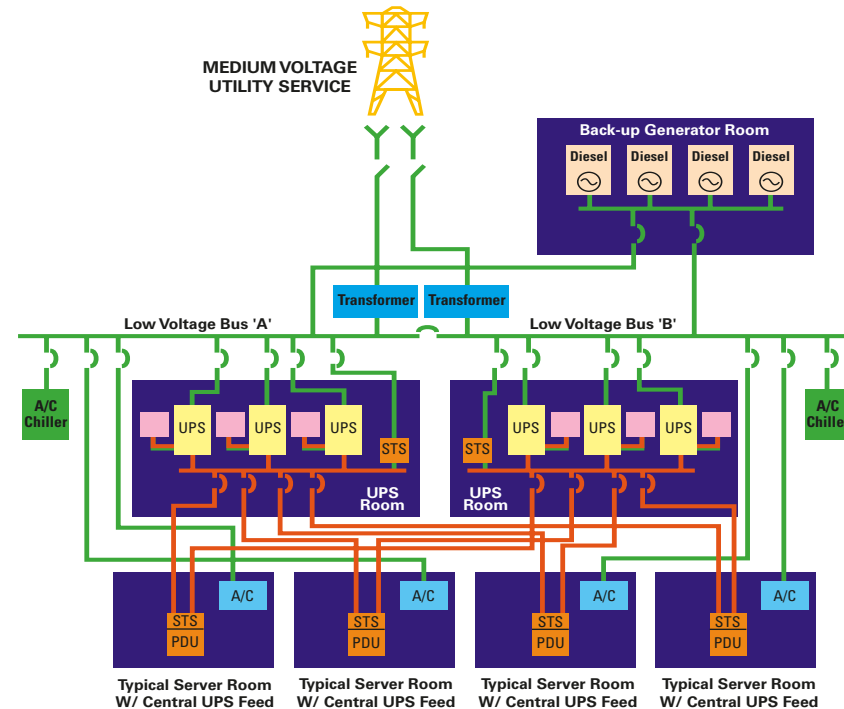 MEDIUM VOLTAGE
UTILITY SERVICE
Back-up Generator Room
Diesel Diesel Diesel Diesel
Transformer Transformer
Low Voltage Bus 'A' Low Voltage Bus 'B'
A/C
Chiller
UPS UPS UPS STS
UPS
Room
STS UPS UPS UPS
UPS
Room
A/C
Chille
A/C A/C A/C A/C
STS STS STS STS
PDU PDU PDU PDU
Typical Server Room
W/ Central UPS Feed
Typical Server Room
W/ Central UPS Feed
Typical Server Room
W/ Central UPS Feed
Typical Server Room
W/ Central UPS Feed